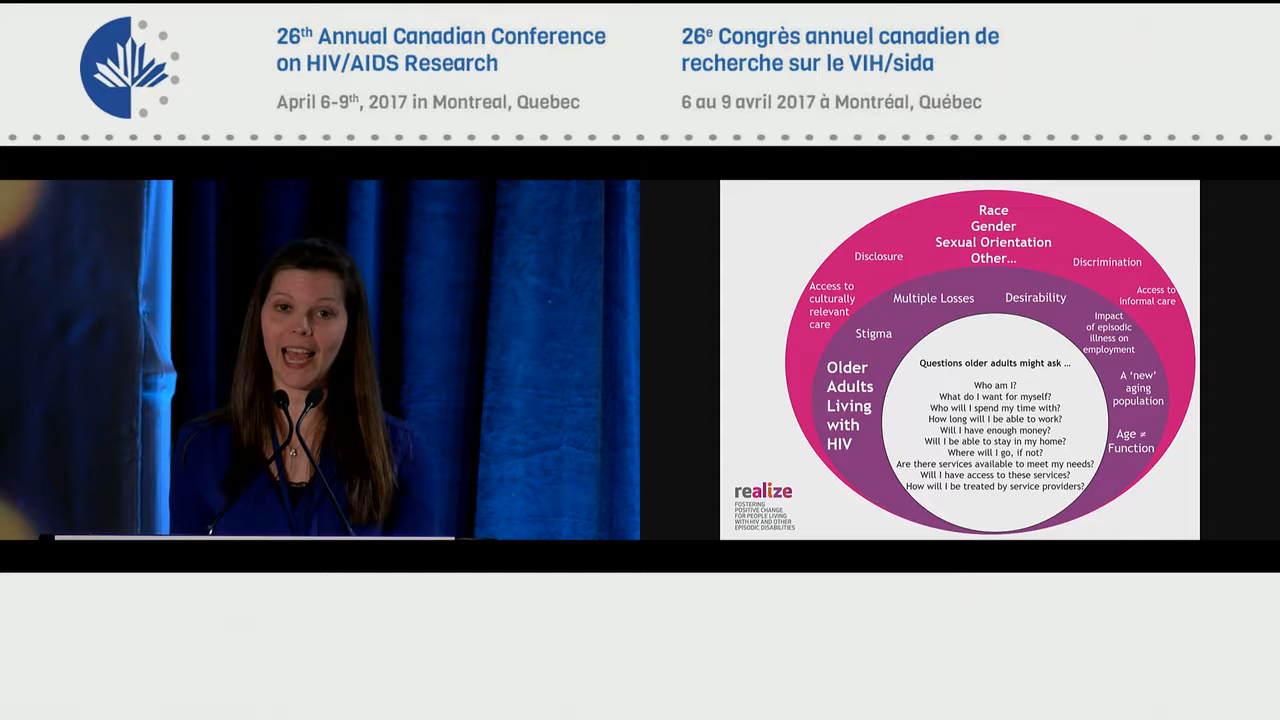 26th Annual Canadian Conference
on HIV/AIDS Research
April 6-9th, 2017 in Montreal, Quebec
26e Congrès annuel canadien de
recherche sur le VIH/sida
6 au 9 avril 2017 à Montréal, Québec
Race
Gender
Sexual Orientation
Other...
Disclosure
Discrimination
Access to
culturally
relevant
care
Access to
informal care
Multiple Losses
Desirability
Stigma
Impact
of episodic
illness on
employment
Older
Adults
Living
with
HIV
A 'new'
aging
population
Age ≠
Function
Questions older adults might ask ...
Who am I?
What do I want for myself?
Who will I spend my time with?
How long will I be able to work?
Will I have enough money?
Will I be able to stay in my home?
Where will I go, if not?
Are there services available to meet my needs?
Will I have access to these services?
How will I be treated by service providers?
realize
FOSTERING
POSITIVE CHANGE
FOR PEOPLE LIVING
WITH HIV AND OTHER
EPISODIC DISABILITIES